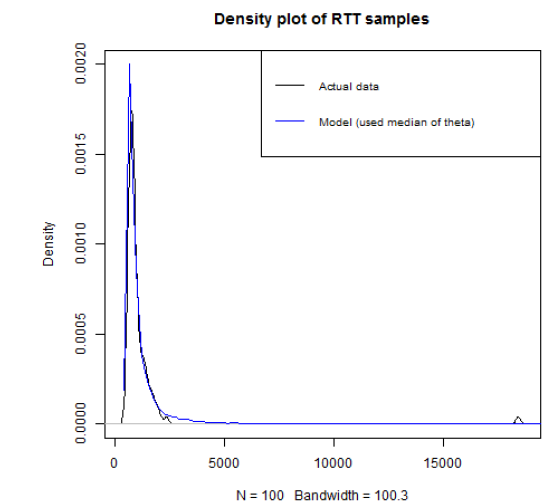 Density plot of RTT samples
Actual data
Model (used median of theta)
Density
0.0020
0.0015
0.0010
0.0005
0.0000
0 5000 10000 15000
N = 100 Bandwidth = 100.3